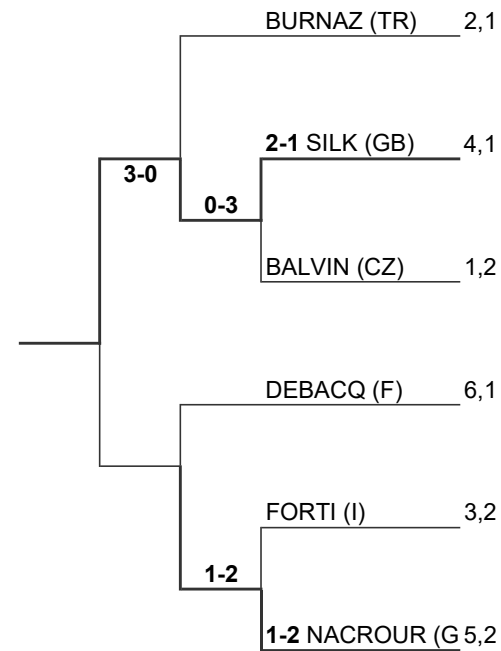 BURNAZ (TR) 2,1
2-1 SILK (GB) 4,1
3-0
0-3
BALVIN (CZ) 1,2
DEBACQ (F) 6,1
FORTI (I) 3,2
1-2
1-2 NACROUR (G 5,2